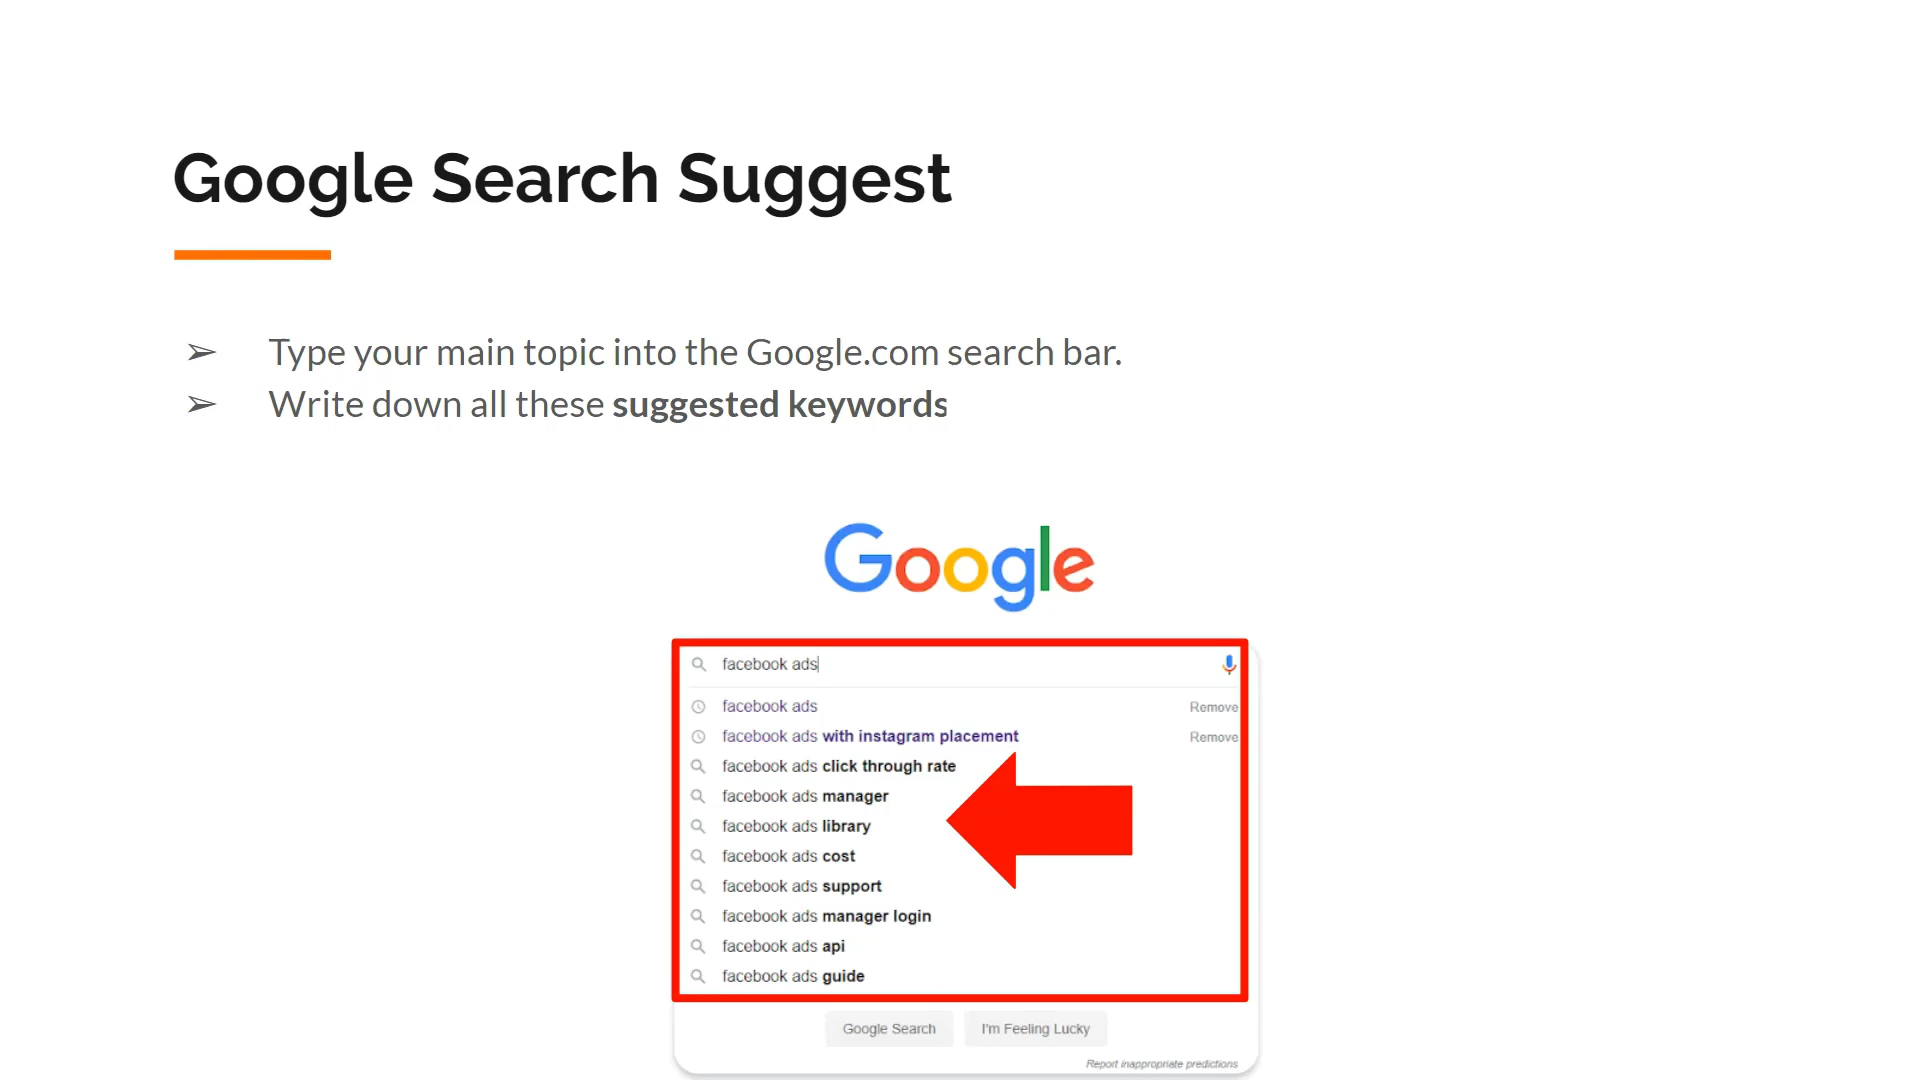 Google Search Suggest
➢ Type your main topic into the Google.com search bar.
➢ Write down all these suggested keywords
Google
facebook ads
facebook ads Remove
facebook ads with instagram placement Remove
facebook ads click through rate
facebook ads manager
facebook ads library
facebook ads cost
facebook ads support
facebook ads manager login
facebook ads api
facebook ads guide
Google Search I'm Feeling Lucky
Report inappropriate predictions